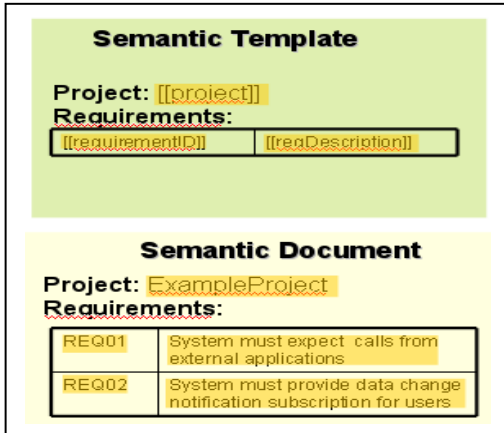 Semantic Template
Project: [[project]]
Requirements:
[[requirementID]] [[reqDescription]]
Semantic Document
Project: ExampleProject
Requirements:
REQ01 System must expect calls from
external applications
REQ02 System must provide data change
notification subscription for users